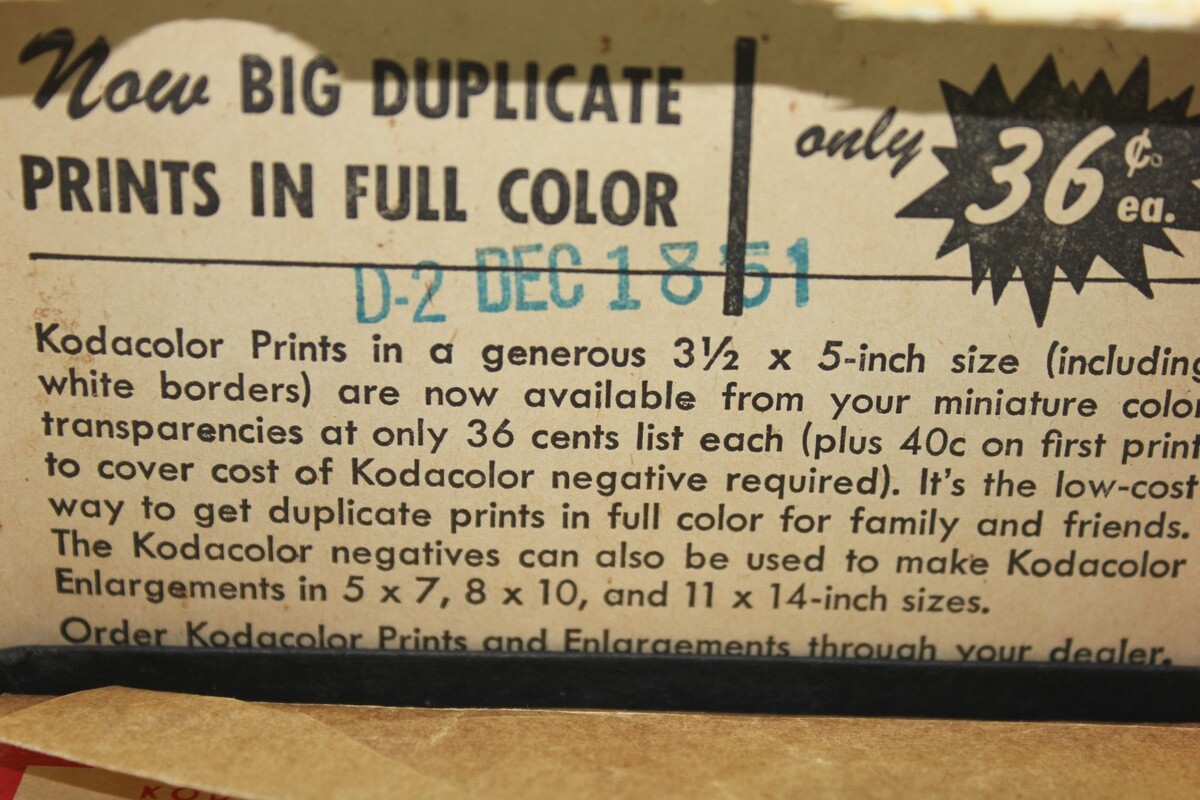 Now BIG DUPLICATE
PRINTS IN FULL COLOR
only 36¢ ea.
D-2 DEC 18 '51
Kodacolor Prints in a generous 3½ x 5-inch size (including
white borders) are now available from your miniature color
transparencies at only 36 cents list each (plus 40c on first print
to cover cost of Kodacolor negative required). It's the low-cost
way to get duplicate prints in full color for family and friends.
The Kodacolor negatives can also be used to make Kodacolor
Enlargements in 5 x 7, 8 x 10, and 11 x 14-inch sizes.
Order Kodacolor Prints and Enlargements through your dealer.